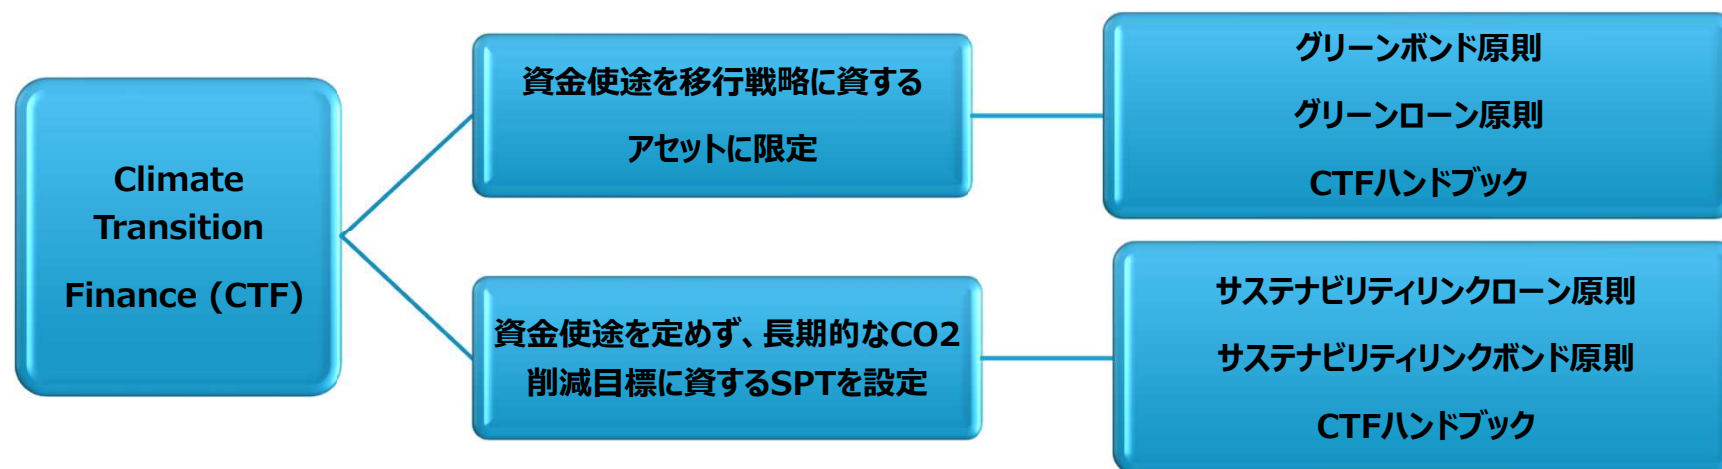 Climate
Transition
Finance (CTF)
資金使途を移行戦略に資する
アセットに限定
グリーンボンド原則
グリーンローン原則
CTFハンドブック
資金使途を定めず、長期的なCO2
削減目標に資するSPTを設定
サステナビリティリンクローン原則
サステナビリティリンクボンド原則
CTFハンドブック